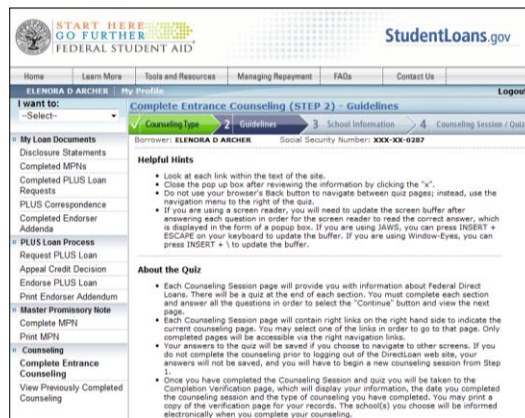 START HERE
GO FURTHER
FEDERAL STUDENT AID
StudentLoans.gov
Home Learn More Tools and Resources Managing Repayment FAQs Contact Us
ELENORA D ARCHER My Profile Logout
I want to:
--Select--
Complete Entrance Counseling (STEP 2) - Guidelines
Counseling Type 2 Guidelines 3 School Information 4 Counseling Session / Quiz
Borrower: ELENORA D ARCHER Social Security Number: XXX-XX-0287
My Loan Documents
Disclosure Statements
Completed MPNs
Completed PLUS Loan
Requests
PLUS Correspondence
Completed Endorser
Addenda
PLUS Loan Process
Request PLUS Loan
Appeal Credit Decision
Endorse PLUS Loan
Print Endorser Addendum
Master Promissory Note
Complete MPN
Print MPN
Counseling
Complete Entrance
Counseling
View Previously Completed
Counseling
Helpful Hints
Look at each link within the text of the site.
Close the pop up box after reviewing the information by clicking the "x".
Do not use your browser's Back button to navigate between quiz pages; instead, use the
navigation menu to the right of the quiz.
If you are using a screen reader, you will need to update the screen buffer after
answering each question in order for the screen reader to read the correct answer, which
is displayed in the form of a popup box. If you are using JAWS, you can press INSERT +
ESCAPE on your keyboard to update the buffer. If you are using Window-Eyes, you can
press INSERT + \ to update the buffer.
About the Quiz
Each Counseling Session page will provide you with information about Federal Direct
Loans. There will be a quiz at the end of each section. You must complete each section
and answer all the questions in order to select the "Continue" button and view the next
page.
Each Counseling Session page will contain right links on the right hand side to indicate the
current counseling page. You may select one of the links in order to go to that page. Only
completed pages will be accessible via the right navigation links.
Your answers to the quiz will be saved if you choose to navigate to other screens. If you
do not complete the counseling prior to logging out of the DirectLoan web site, your
answers will not be saved, and you will have to begin a new counseling session from Step
1.
Once you have completed the Counseling Session and quiz you will be taken to the
Completion Verification page, which will display your information, the date you completed
the counseling session and the type of counseling you have completed. You may print a
copy of the verification page for your records. The school(s) you choose will be informed
electronically when you complete your counseling.